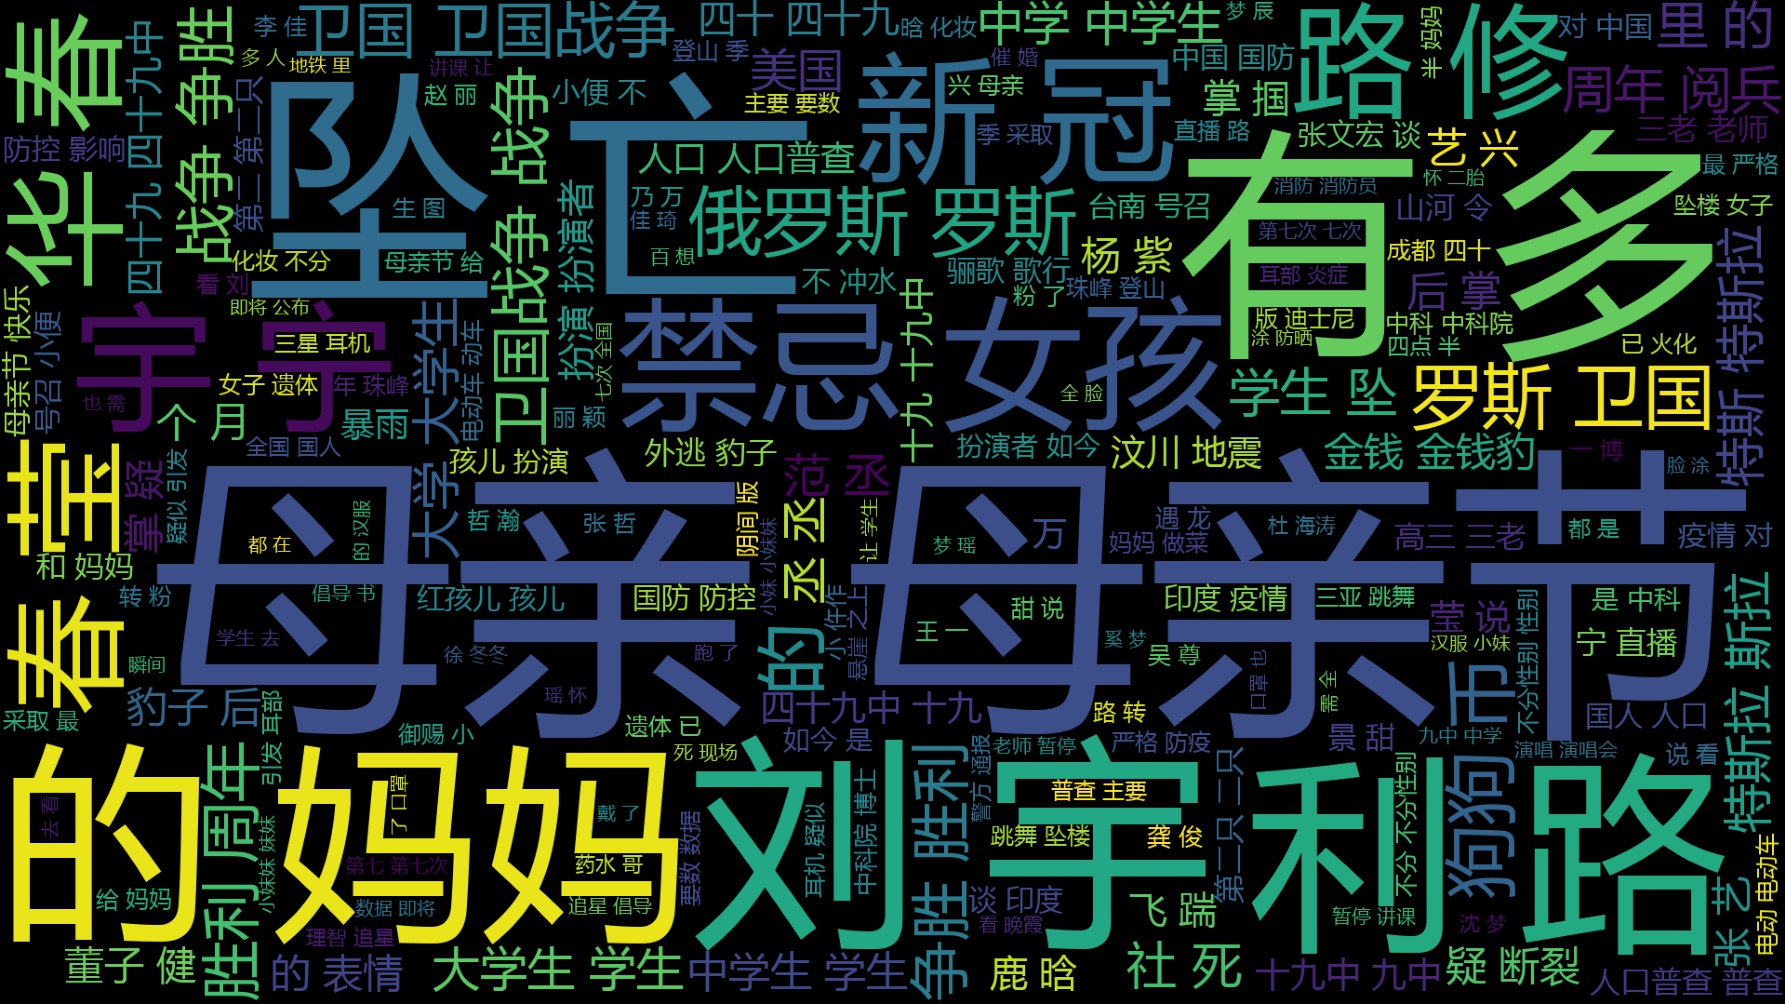 华春
四十九 四十九中
战争 争胜
李 佳
卫国 卫国战争
四十 四十九
晗 化妆
中学 中学生
梦 辰
路 修
半 妈妈
对 中国
里 的
多 人
地铁 里
讲课 让
登山 季
美国
催 婚
中国 国防
周年 阅兵
第二 第二只
坠 亡
赵 丽
小便 不
主要 要数
新 冠
兴 母亲
掌 掴
三老 老师
防控 影响
战争 战争
季 采取
直播 路
张文宏 谈
艺 兴
最 严格
人口 人口普查
有 多
怀 二胎
生 图
扮演 扮演者
乃 万
佳 琦
俄罗斯 罗斯
台南 号召
消防 消防员
山河 令
坠楼 女子
化妆 不分
母亲节 给
百 想
杨 紫
第七次 七次
成都 四十
看 刘
不 冲水
骊歌 歌行
耳部 炎症
后 掌
特斯 特斯拉
母亲节 快乐
号召 小便
即将 公布
宇 宁
大学 大学生
电动车 动车
卫国 战争
七次 全国
禁忌 女孩
粉 了
珠峰 登山
版 迪士尼
涂 防晒
中科 中科院
四点 半
已 火化
三星 耳机
女子 遗体
年 珠峰
也 需
个 月
暴雨
丽 颖
十九 十九中
全 脸
学生 坠
罗斯 卫国
全国 国人
孩儿 扮演
外逃 豹子
扮演者 如今
汶川 地震
金钱 金钱豹
一 博
脸 涂
春 莹
掌 疑
疑似 引发
母亲 母亲节
范 丞
丞 丞
阴间 版
小妹 小妹妹
哲 瀚
张 哲
让 学生
万
遇 龙
杜 海涛
高三 三老
都 是
疫情 对
都 在
的 汉服
梦 瑶
妈妈 做菜
和 妈妈
转 粉
倡导 书
红孩儿 孩儿
国防 防控
甜 说
印度 疫情
三亚 跳舞
莹 说
是 中科
特斯拉 斯拉
小 作作
悬崖 之上
学生 去
徐 冬冬
跑 了
的
王 一
吴 尊
奚 梦
汉服 小妹
宁 直播
不分性别 性别
瞬间
瑶 怀
口罩 也
需 全
币
采取 最
豹子 后
引发 耳部
御赐 小
遗体 已
四十九中 十九
路 转
国人 人口
如今 是
严格 防疫
景 甜
九中 中学
演唱 演唱会
说 看
的 妈妈
胜利 周年
死 现场
刘 宇
老师 暂停
警方 通报
利 路
去 看
了 口罩
戴 了
耳机 疑似
中科院 博士
普查 主要
第二只 二只
不分 不分性别
狗狗
小妹妹 妹妹
第七 第七次
药水 哥
要数 数据
争胜 胜利
跳舞 坠楼
龚 俊
电动 电动车
给 妈妈
数据 即将
追星 倡导
谈 印度
看 晚霞
飞 踹
暂停 讲课
沈 梦
张 艺
理智 追星
董子 健
的 表情
大学生 学生
中学生 学生
鹿 晗
社 死
十九中 九中
疑 断裂
人口普查 普查